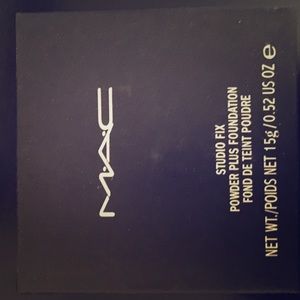 MAC
STUDIO FIX
POWDER PLUS FOUNDATION
FOND DE TEINT POUDRE
NET WT./POIDS NET 15g/0.52 US OZ ℮